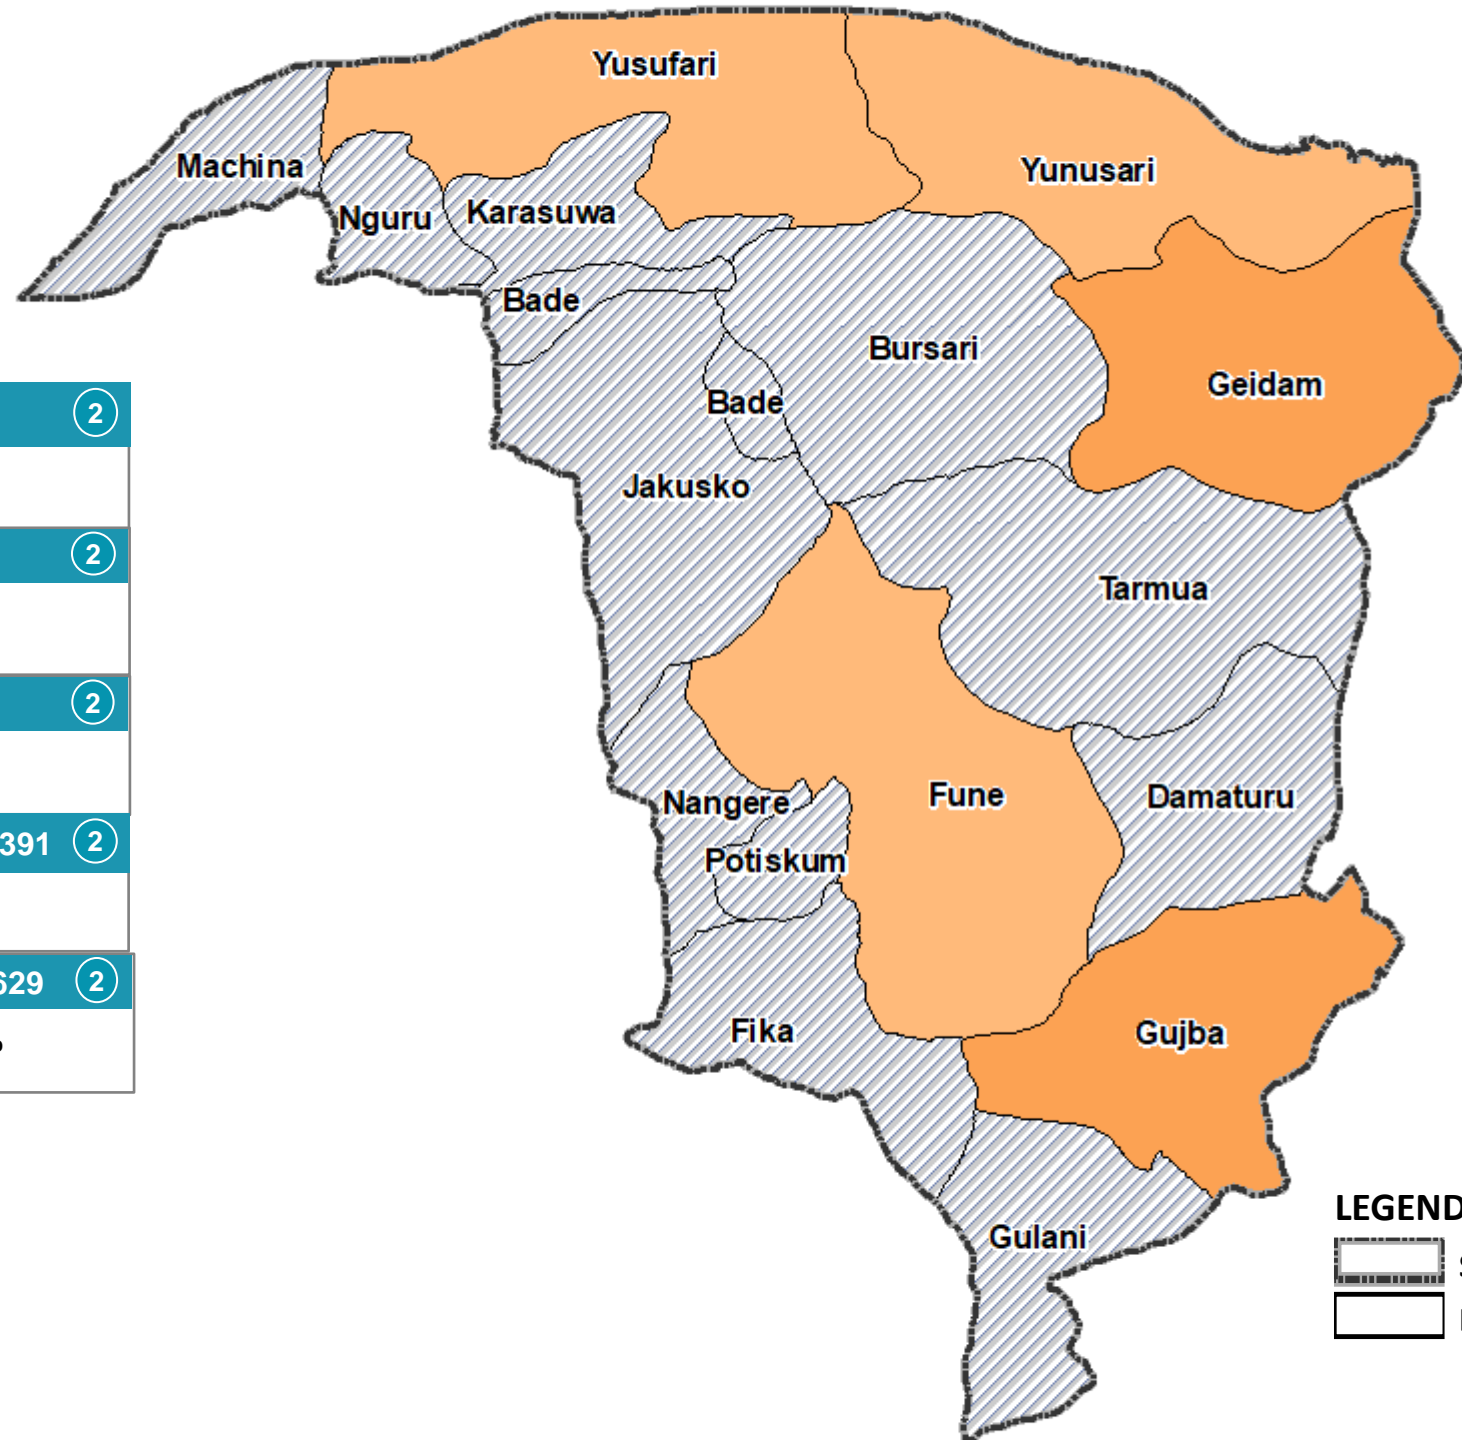 Yusufari
Machina
Yunusari
Nguru
Karasuwa
Bade
Bursari
Geidam
Bade
2
Jakusko
2
Tarmua
2
Nangere
Fune
Damaturu
391 2
Potiskum
629 2
Fika
Gujba
LEGEND
Gulani